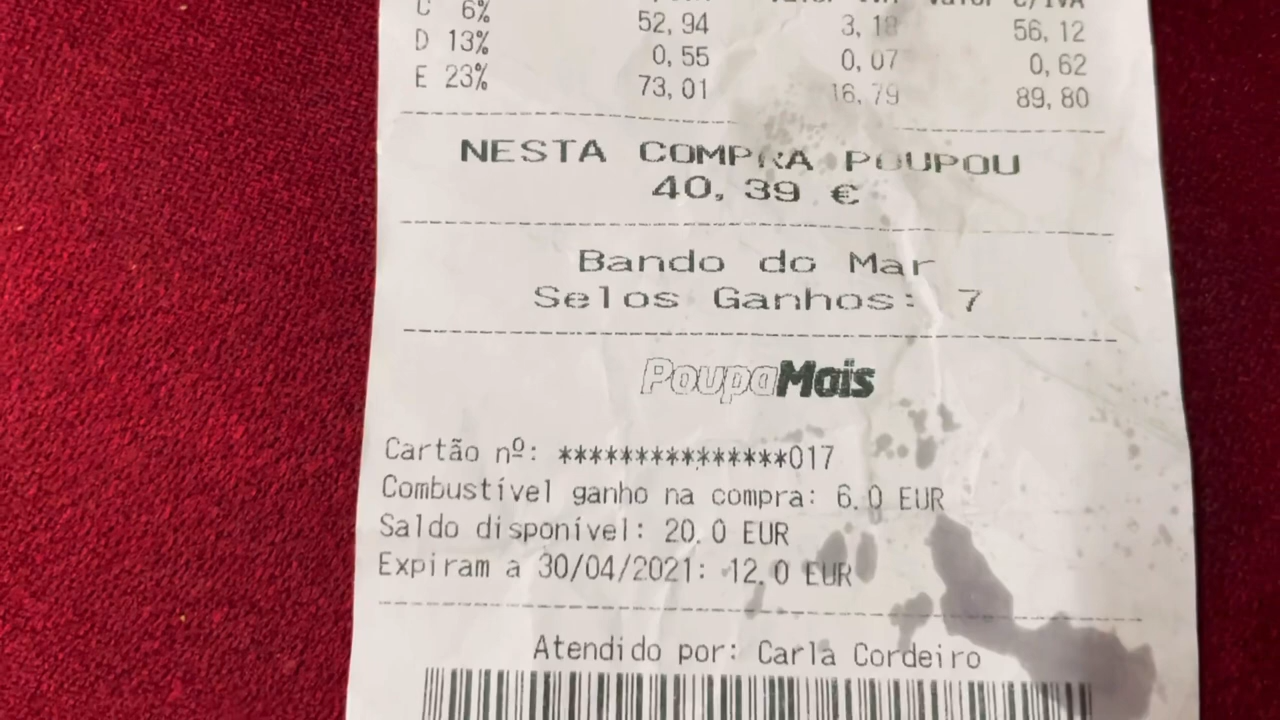 C 6% 52,94 3,18 56,12
D 13% 0,55 0,07 0,62
E 23% 73,01 16,79 89,80
NESTA COMPRA POUPOU
40,39 €
Bando do Mar
Selos Ganhos: 7
PoupaMais
Cartão nº: ***************017
Combustível ganho na compra: 6.0 EUR
Saldo disponível: 20.0 EUR
Expiram a 30/04/2021: -12.0 EUR
Atendido por: Carla Cordeiro